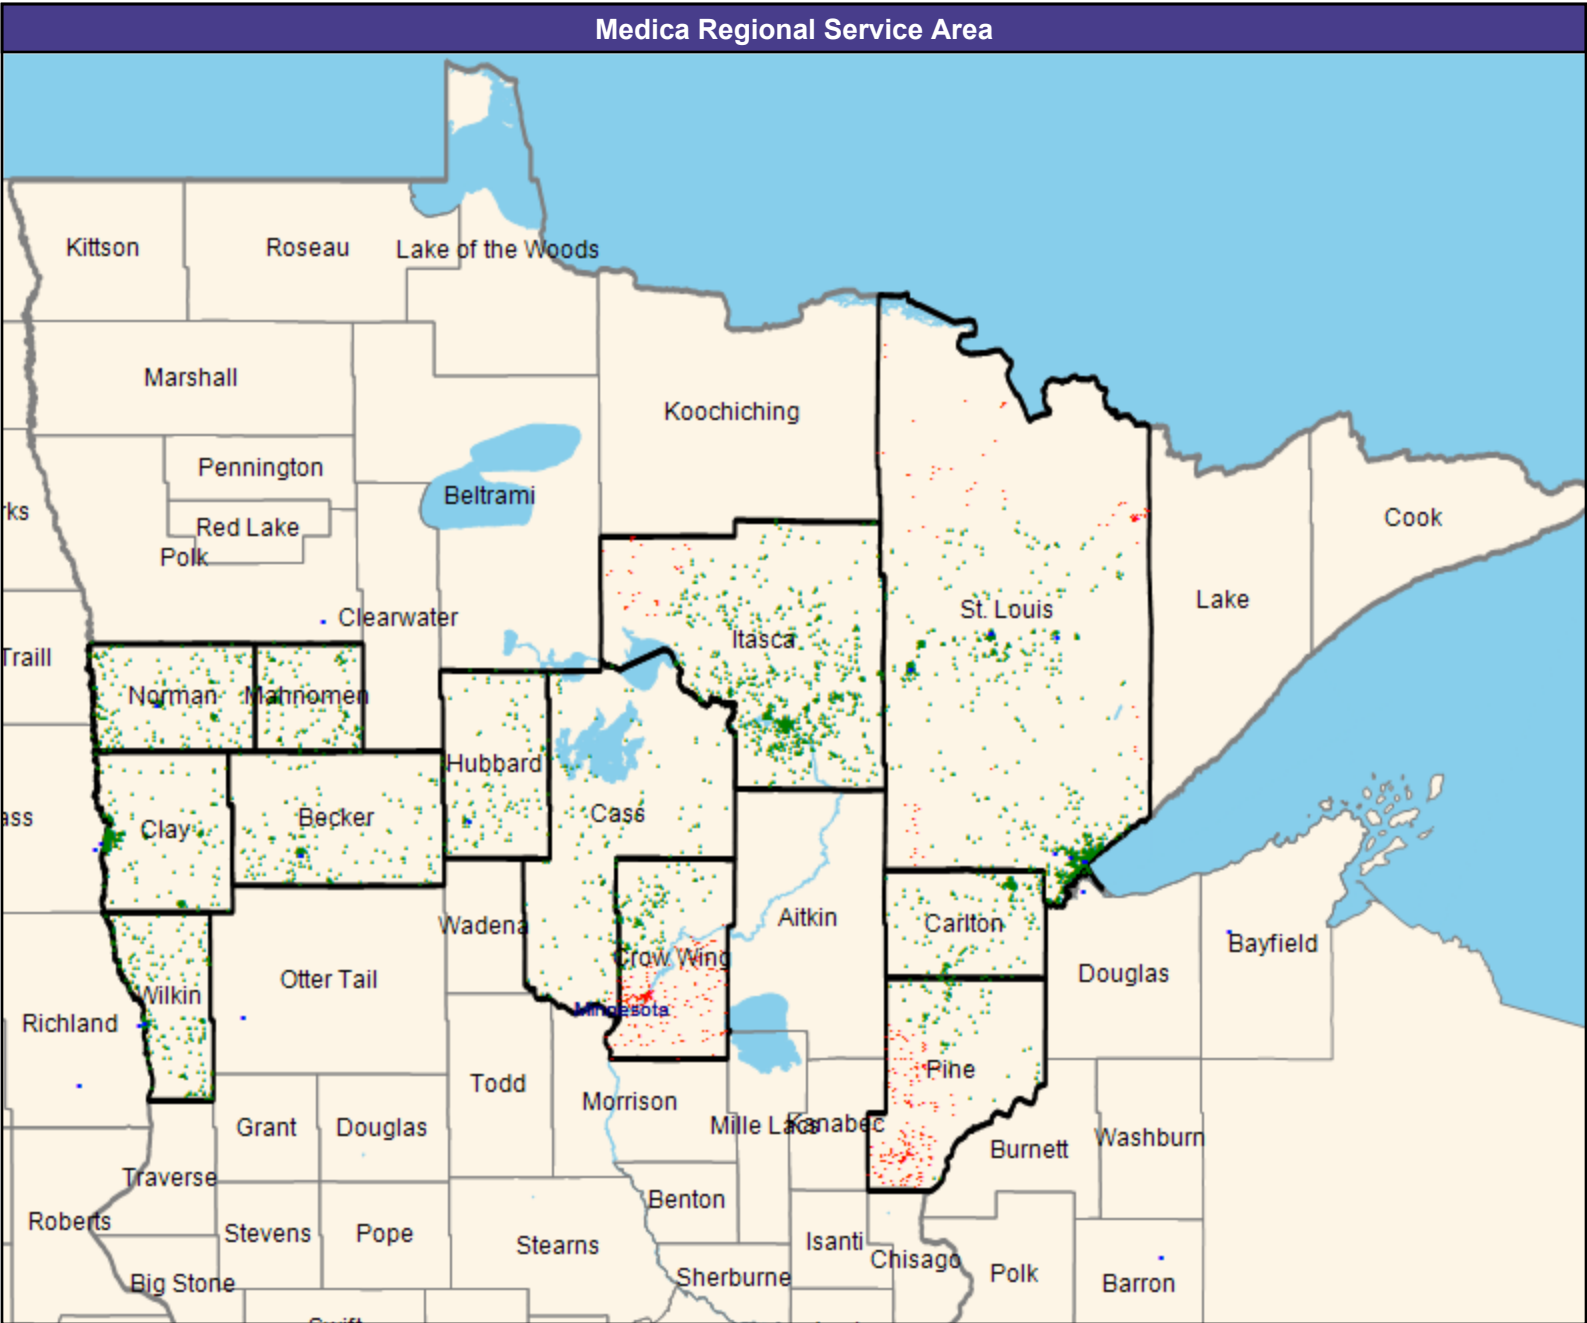 Medica Regional Service Area
Kittson
Roseau
Lake of the Woods
Marshall
Koochiching
Pennington
Beltrami
rks
Red Lake
Cook
Polk
Clearwater
St. Louis
Lake
Traill
Itasca
Norman
Mahnomen
Hubbard
ass
Clay
Becker
Cass
Wadena
Aitkin
Carlton
Crow Wing
Bayfield
Otter Tail
Douglas
Wilkin
Minnesota
Richland
Pine
Todd
Morrison
Grant
Douglas
Mille Lacs
Kanabec
Burnett
Washburn
Traverse
Benton
Roberts
Stevens
Pope
Stearns
Isanti
Chisago
Big Stone
Sherburne
Polk
Barron